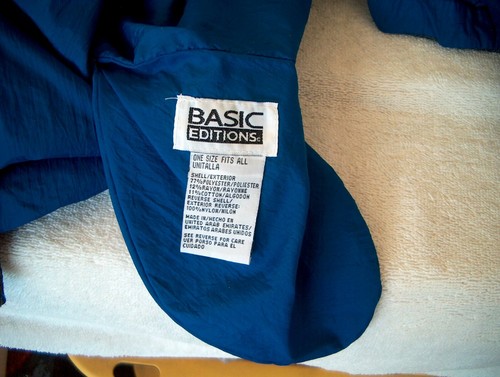 BASIC
EDITIONS
ONE SIZE FITS ALL
UNITALLA
SHELL/EXTERIOR
77%POLYESTER/POLIESTER
12%RAYON/RAYONNE
11%COTTON/ALGODON
REVERSE SHELL/
EXTERIOR REVERSE:
100%NYLON/NILON
MADE IN/HECHO EN
UNITED ARAB EMIRATES/
EMIRATOS ARABES UNIDOS
SEE REVERSE FOR CARE
VER PORSO PARA EL
CUIDADO